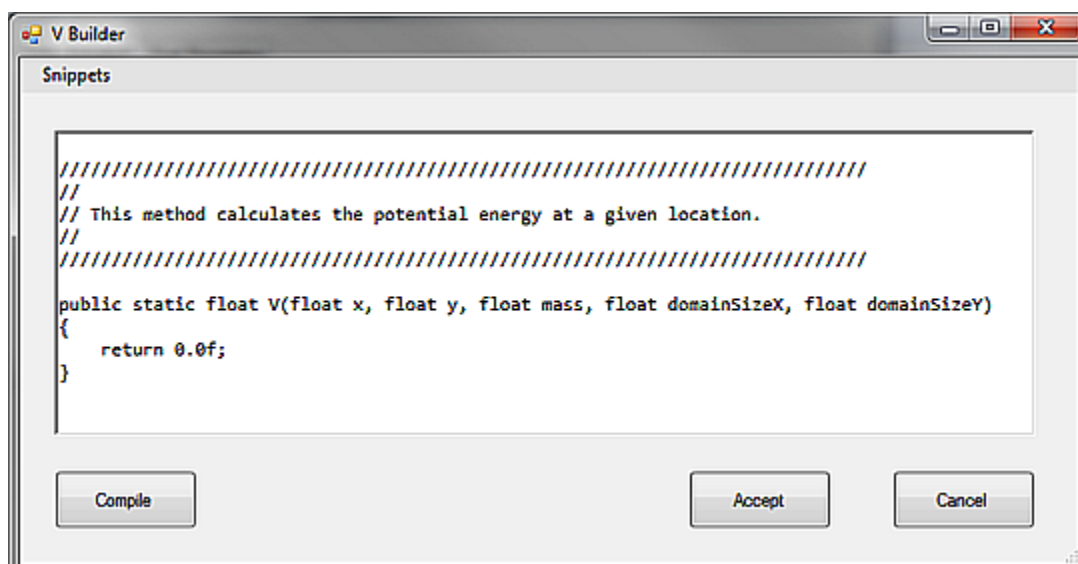 V Builder
Snippets
//////////////////////////////////////////////////////////////////////////////
//
// This method calculates the potential energy at a given location.
//
//////////////////////////////////////////////////////////////////////////////
public static float V(float x, float y, float mass, float domainSizeX, float domainSizeY)
{
    return 0.0f;
}
Compile
Accept
Cancel